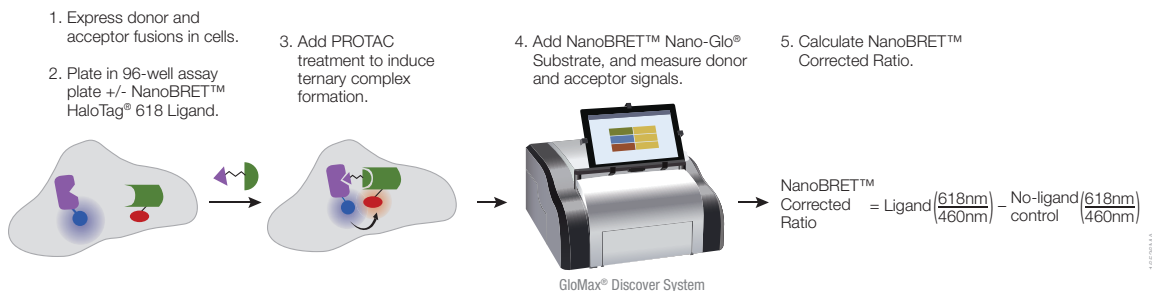 1. Express donor and
acceptor fusions in cells.
2. Plate in 96-well assay
plate +/- NanoBRET™
HaloTag® 618 Ligand.
3. Add PROTAC
treatment to induce
ternary complex
formation.
4. Add NanoBRET™ Nano-Glo®
Substrate, and measure donor
and acceptor signals.
5. Calculate NanoBRET™
Corrected Ratio.
NanoBRET™
Corrected
Ratio
= Ligand (618nm/460nm) – No-ligand control (618nm/460nm)
GloMax® Discover System